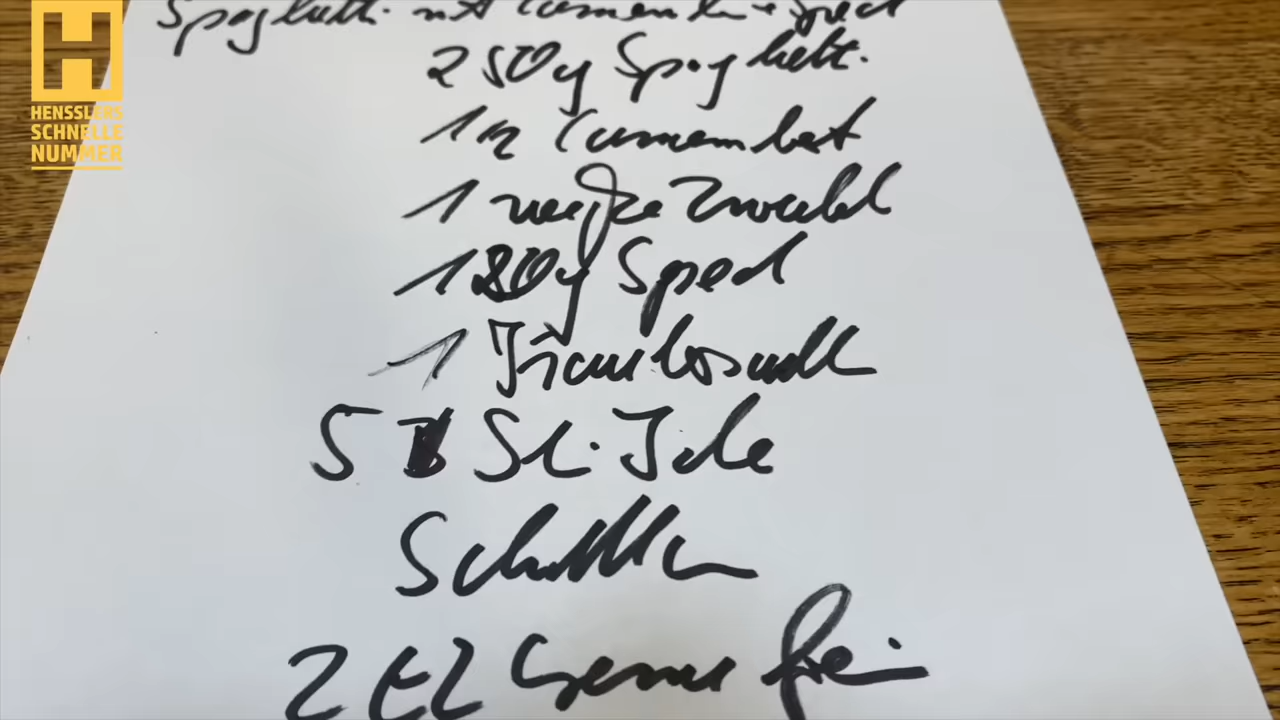 HENSSLERS
SCHNELLE
NUMMER
Spaghetti mit Camembert + Speck
250g Spaghetti
1/2 Camembert
1 weiße Zwiebel
180g Speck
1
5 St.
Schnittlauch
2 EL Creme fraiche